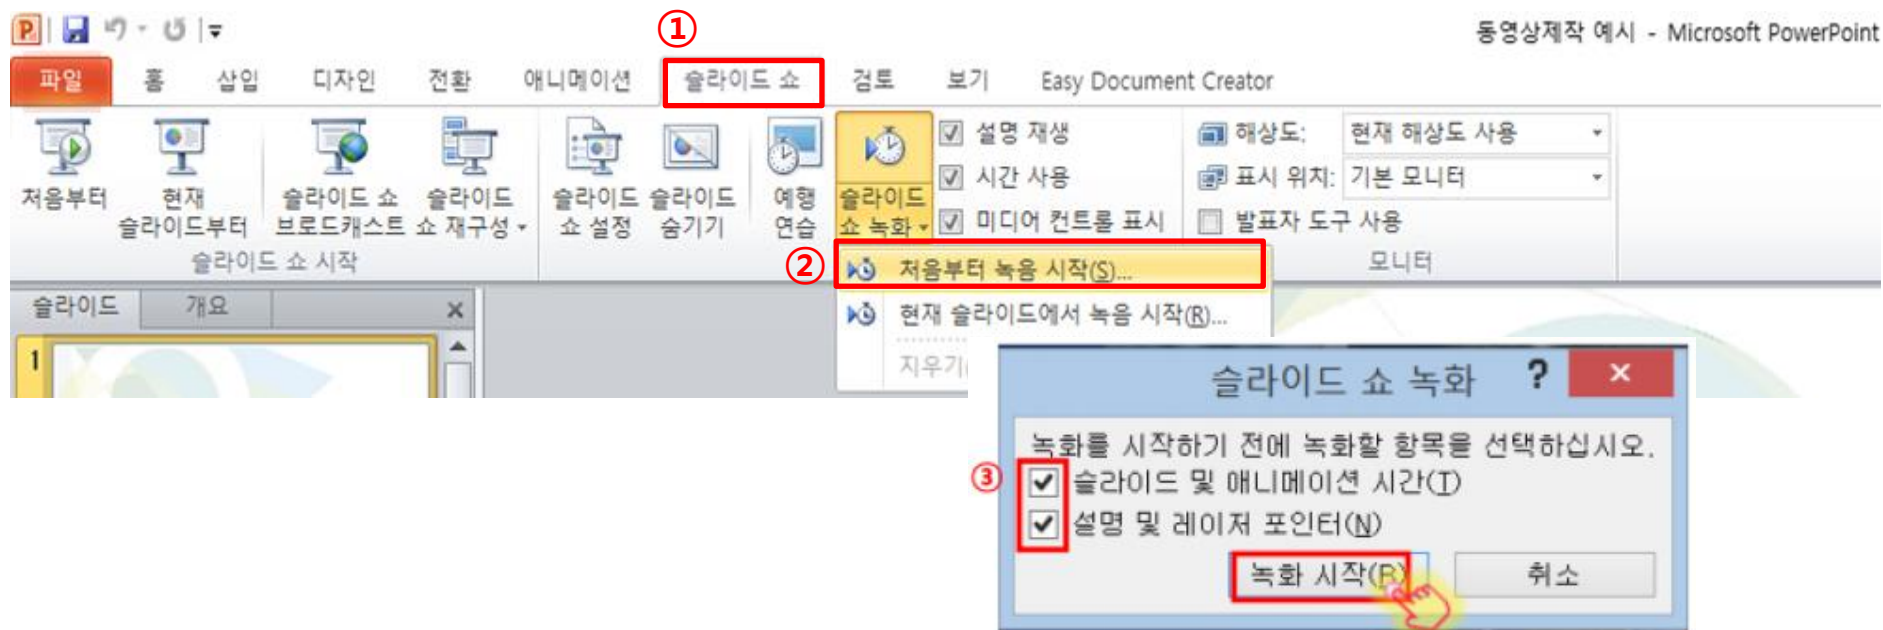 ①
동영상제작 예시 - Microsoft PowerPoint
파일 홈 삽입 디자인 전환 애니메이션 슬라이드 쇼 검토 보기 Easy Document Creator
처음부터
현재
슬라이드부터
슬라이드 쇼
브로드캐스트
슬라이드
쇼 재구성
슬라이드 쇼 시작
슬라이드
쇼 설정
슬라이드
숨기기
예행
연습
슬라이드
쇼 녹화
설명 재생
시간 사용
미디어 컨트롤 표시
해상도: 현재 해상도 사용
표시 위치: 기본 모니터
발표자 도구 사용
모니터
② 처음부터 녹음 시작(S)...
현재 슬라이드에서 녹음 시작(R)...
지우기
슬라이드 개요
1
슬라이드 쇼 녹화 ?
녹화를 시작하기 전에 녹화할 항목을 선택하십시오.
③ 슬라이드 및 애니메이션 시간(T)
설명 및 레이저 포인터(N)
녹화 시작(R) 취소